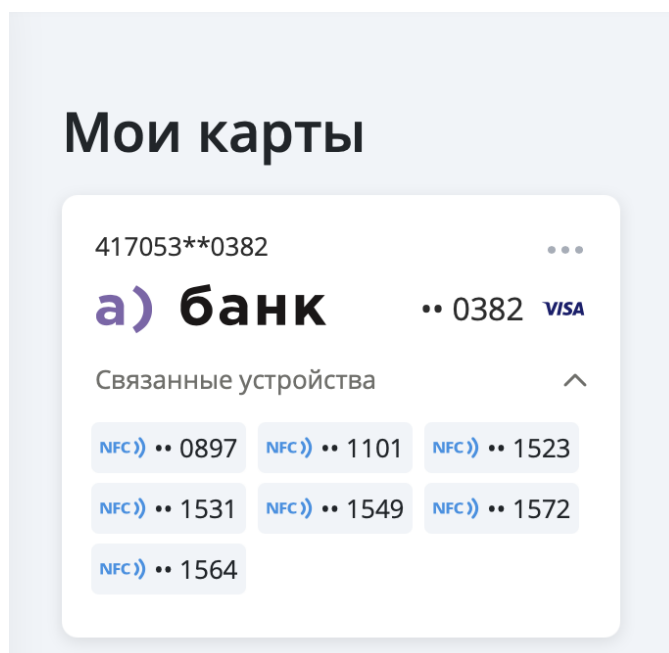 Мои карты
417053**0382
а) банк •• 0382 VISA
Связанные устройства
NFC •• 0897 NFC •• 1101 NFC •• 1523
NFC •• 1531 NFC •• 1549 NFC •• 1572
NFC •• 1564